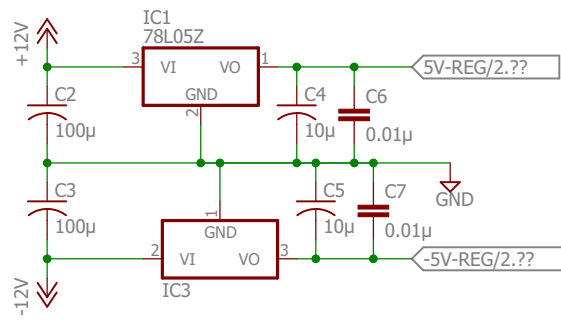 IC1
78L05Z
+12V
3
VI
VO
1
5V-REG/2.??
GND
2
C2
100µ
C4
10µ
C6
0.01µ
C3
100µ
1
GND
C5
10µ
C7
0.01µ
GND
2
VI
VO
3
-5V-REG/2.??
-12V
IC3